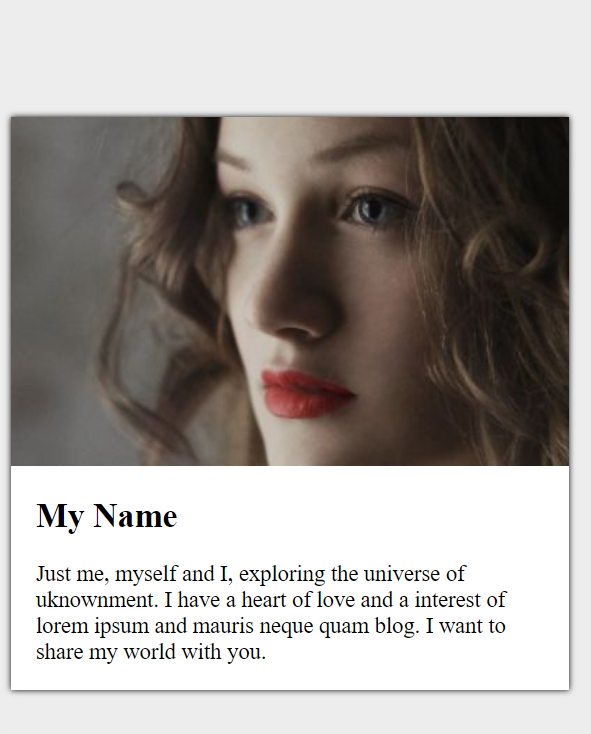 My Name
Just me, myself and I, exploring the universe of
uknownment. I have a heart of love and a interest of
lorem ipsum and mauris neque quam blog. I want to
share my world with you.